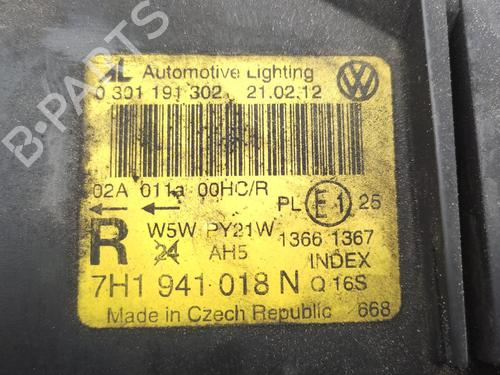 AL Automotive Lighting
0 301 191 302 21.02.12
02A 011a 00HC/R
PL E1 25
R W5W PY21W 1366 1367
24 AH5 INDEX
7H1 941 018 N Q 16S
Made in Czech Republic 668
B-PARTS